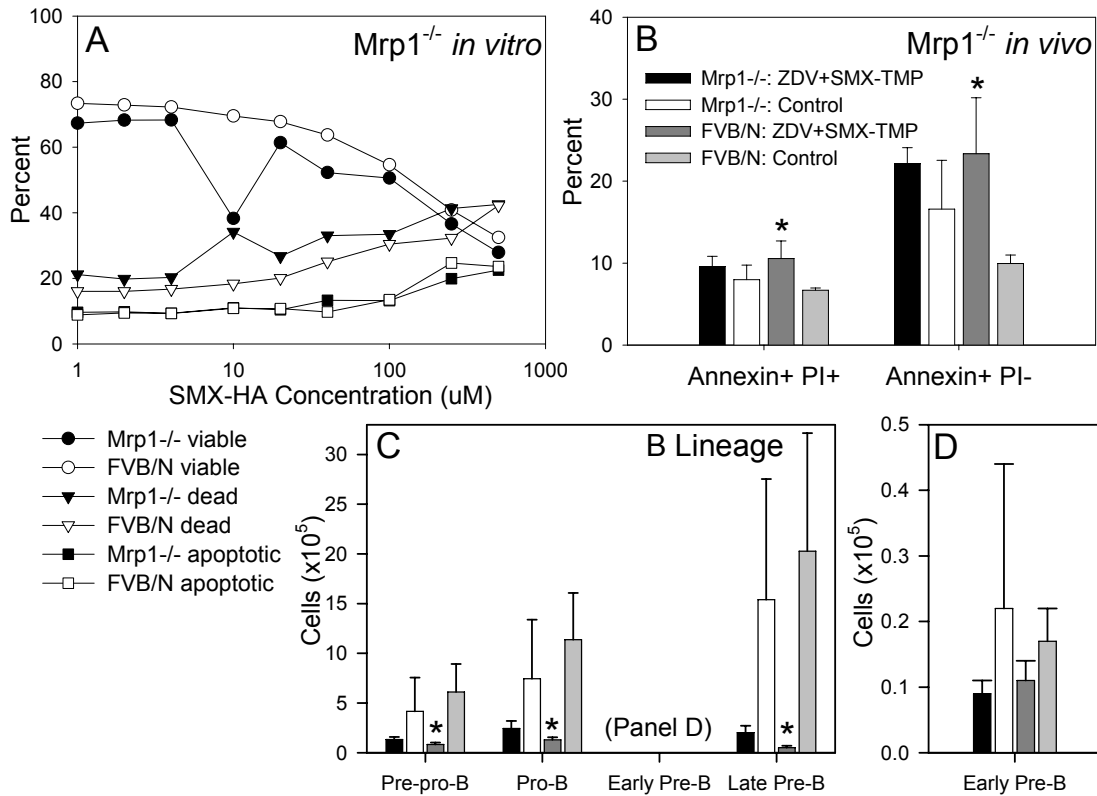 A
Mrp1-/- in vitro
Percent
100
80
60
40
20
0
1
10
100
1000
SMX-HA Concentration (uM)
Mrp1-/- viable
FVB/N viable
Mrp1-/- dead
FVB/N dead
Mrp1-/- apoptotic
FVB/N apoptotic
B
Mrp1-/- in vivo
Mrp1-/-: ZDV+SMX-TMP
Mrp1-/-: Control
FVB/N: ZDV+SMX-TMP
FVB/N: Control
Percent
40
30
20
10
0
*
*
Annexin+ PI+
Annexin+ PI-
C
B Lineage
Cells (x105)
30
25
20
15
10
5
0
*
*
(Panel D)
*
Pre-pro-B
Pro-B
Early Pre-B
Late Pre-B
D
Cells (x105)
0.5
0.4
0.3
0.2
0.1
0.0
Early Pre-B